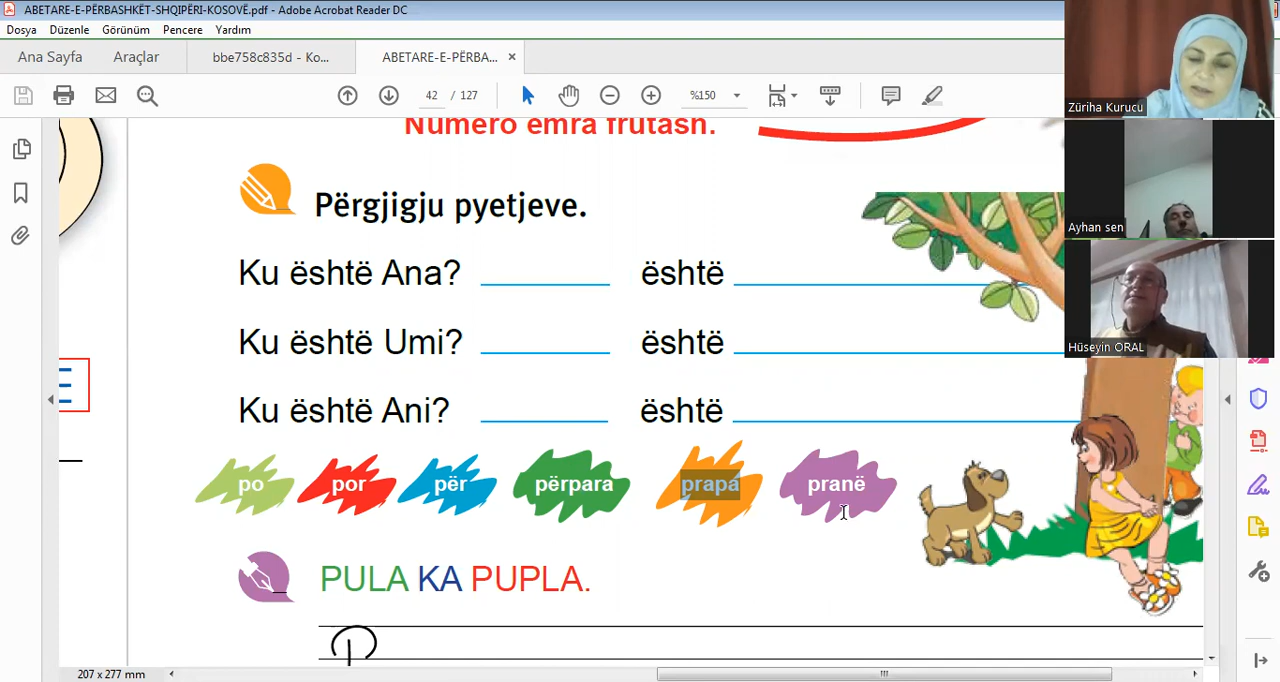 ABETARE-E-PËRBASHKËT-SHQIPËRI-KOSOVË.pdf - Adobe Acrobat Reader DC
Dosya Düzenle Görünüm Pencere Yardım
Ana Sayfa Araçlar bbe758c835d - Ko... ABETARE-E-PËRBA... ×
42 / 127 %150
Numëro emra frutash.
Përgjigju pyetjeve.
Ku është Ana? është
Ku është Umi? është
Ku është Ani? është
po por për përpara prapa pranë
PULA KA PUPLA.
P
207 x 277 mm
Züriha Kurucu
Ayhan sen
Hüseyin ORAL